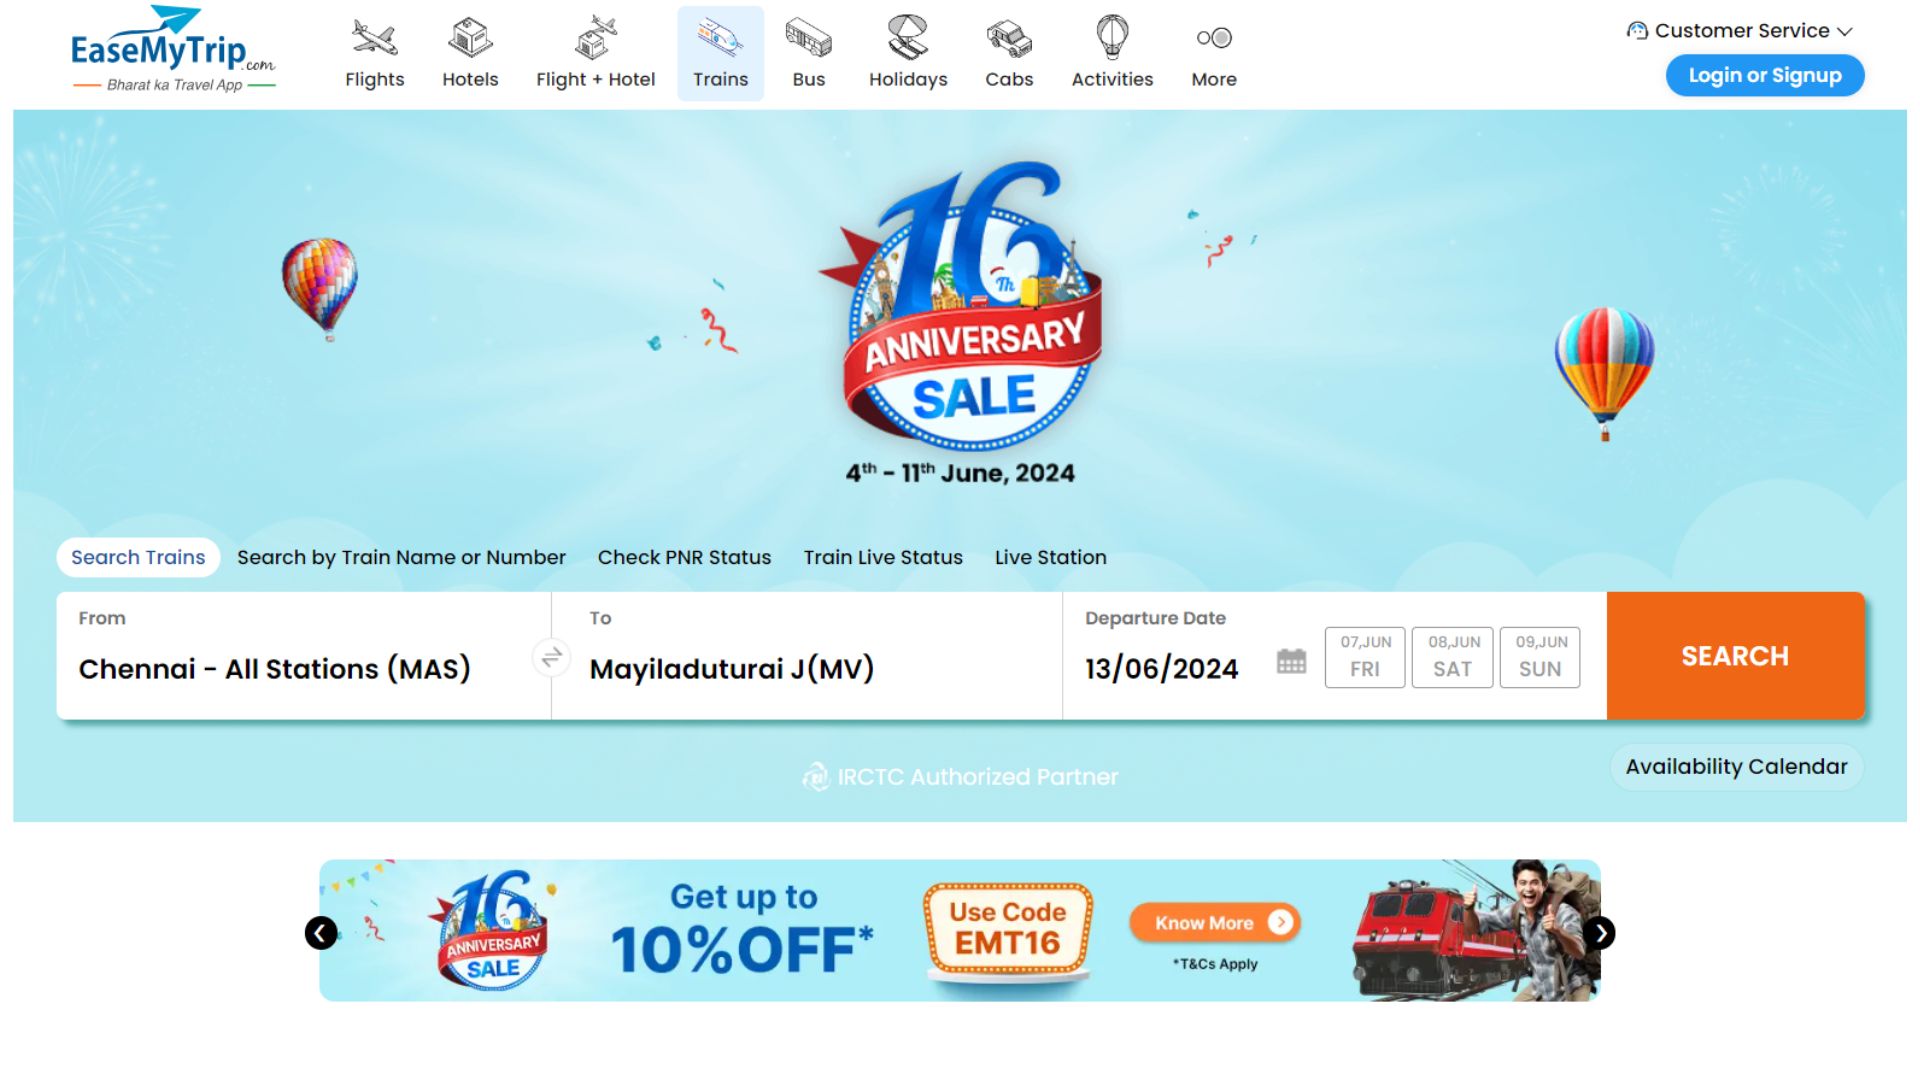 EaseMyTrip.com
Bharat ka Travel App
Flights
Hotels
Flight + Hotel
Trains
Bus
Holidays
Cabs
Activities
More
Customer Service
Login or Signup
16
Th
ANNIVERSARY
SALE
4th - 11th June, 2024
Search Trains
Search by Train Name or Number
Check PNR Status
Train Live Status
Live Station
From
Chennai - All Stations (MAS)
To
Mayiladuturai J(MV)
Departure Date
13/06/2024
07,JUN
FRI
08,JUN
SAT
09,JUN
SUN
SEARCH
IRCTC Authorized Partner
Availability Calendar
16
Th
ANNIVERSARY
SALE
Get up to
10%OFF*
Use Code
EMT16
Know More
*T&Cs Apply